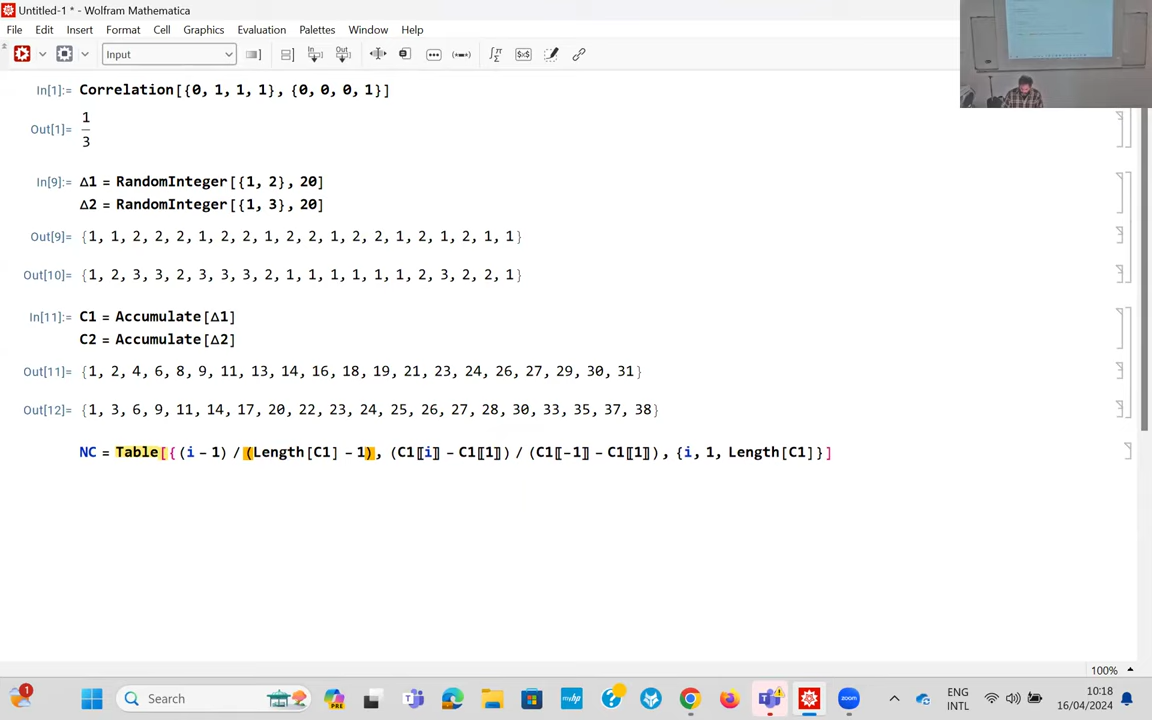 Untitled-1 * - Wolfram Mathematica
File Edit Insert Format Cell Graphics Evaluation Palettes Window Help
Input
In[1]:= Correlation[{0, 1, 1, 1}, {0, 0, 0, 1}]
Out[1]= 1
3
In[9]:= Δ1 = RandomInteger[{1, 2}, 20]
Δ2 = RandomInteger[{1, 3}, 20]
Out[9]= {1, 1, 2, 2, 2, 1, 2, 2, 1, 2, 2, 1, 2, 2, 1, 2, 1, 2, 1, 1}
Out[10]= {1, 2, 3, 3, 2, 3, 3, 3, 2, 1, 1, 1, 1, 1, 1, 2, 3, 2, 2, 1}
In[11]:= C1 = Accumulate[Δ1]
C2 = Accumulate[Δ2]
Out[11]= {1, 2, 4, 6, 8, 9, 11, 13, 14, 16, 18, 19, 21, 23, 24, 26, 27, 29, 30, 31}
Out[12]= {1, 3, 6, 9, 11, 14, 17, 20, 22, 23, 24, 25, 26, 27, 28, 30, 33, 35, 37, 38}
NC = Table[{(i - 1) / (Length[C1] - 1), (C1〚i〛 - C1〚1〛) / (C1〚-1〛 - C1〚1〛), {i, 1, Length[C1]}]
100%
Search
PRE
zoom
ENG
INTL
10:18
16/04/2024